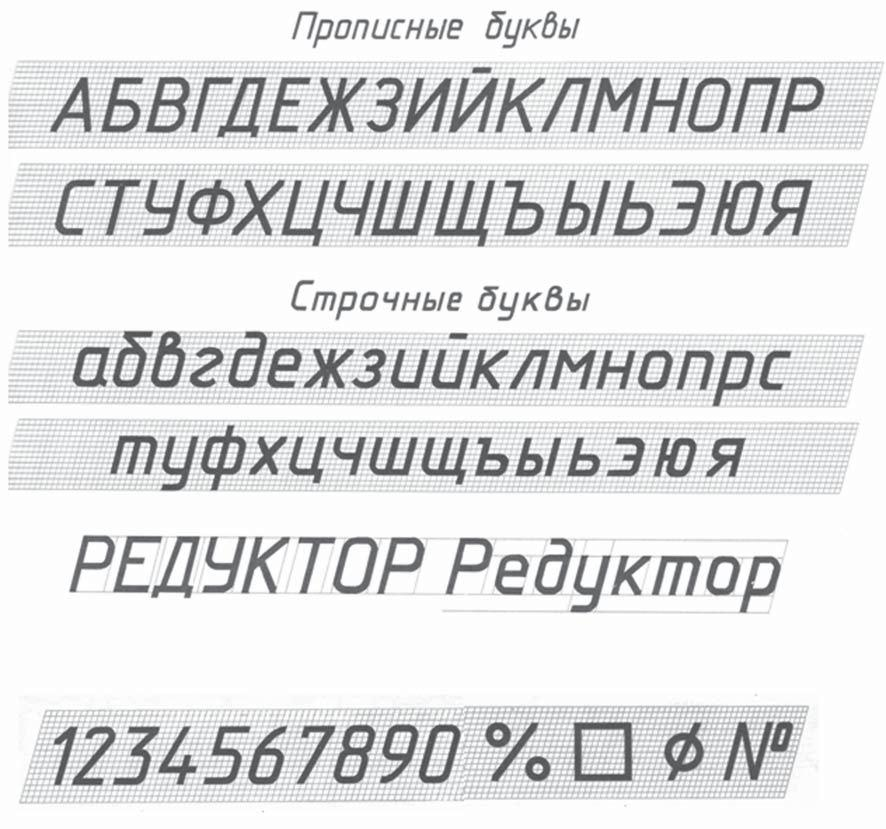 Прописные буквы
АБВГДЕЖЗИЙКЛМНОПР
СТУФХЦЧШЩЪЫЬЭЮЯ
Строчные буквы
абвгдежзийклмнопрс
туфхцчшщъыьэюя
РЕДУКТОР Редуктор
1234567890 % □ ⌀ №